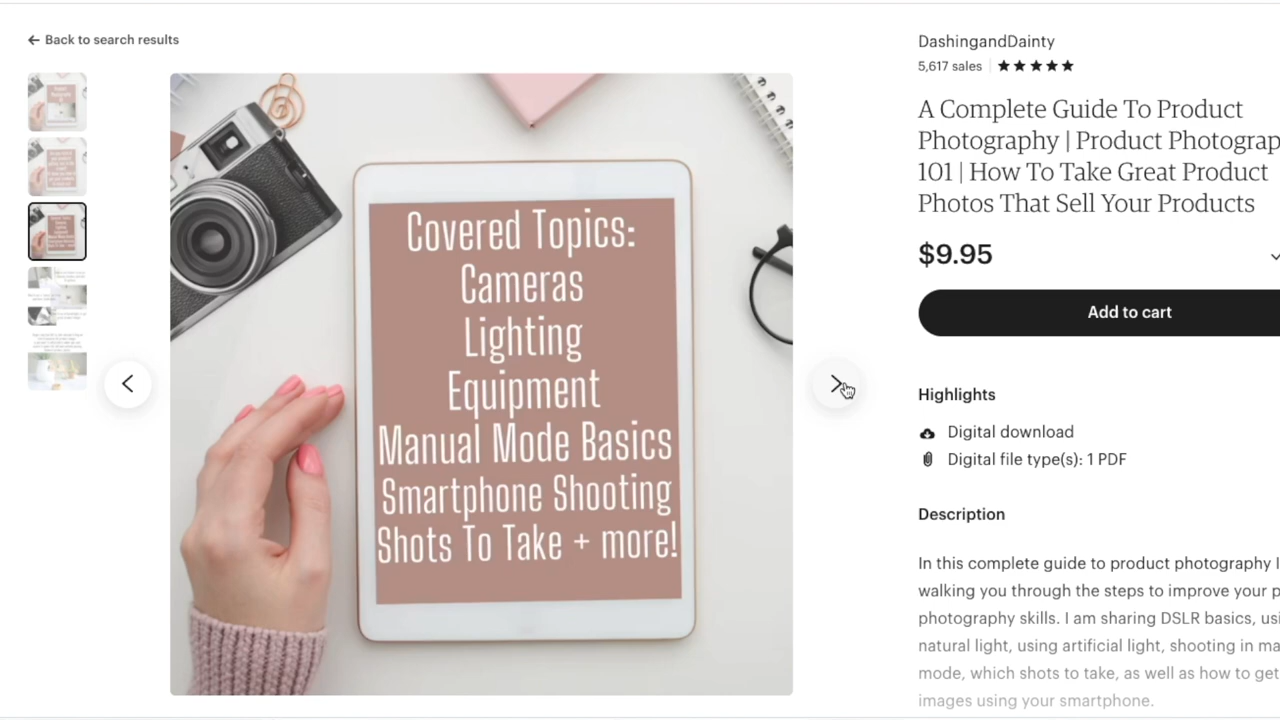 Back to search results
DashingandDainty
5,617 sales
A Complete Guide To Product
Photography | Product Photograp
101 | How To Take Great Product
Photos That Sell Your Products
$9.95
Add to cart
Highlights
Digital download
Digital file type(s): 1 PDF
Description
In this complete guide to product photography I
walking you through the steps to improve your p
photography skills. I am sharing DSLR basics, usi
natural light, using artificial light, shooting in ma
mode, which shots to take, as well as how to get
images using your smartphone.
Covered Topics:
Cameras
Lighting
Equipment
Manual Mode Basics
Smartphone Shooting
Shots To Take + more!